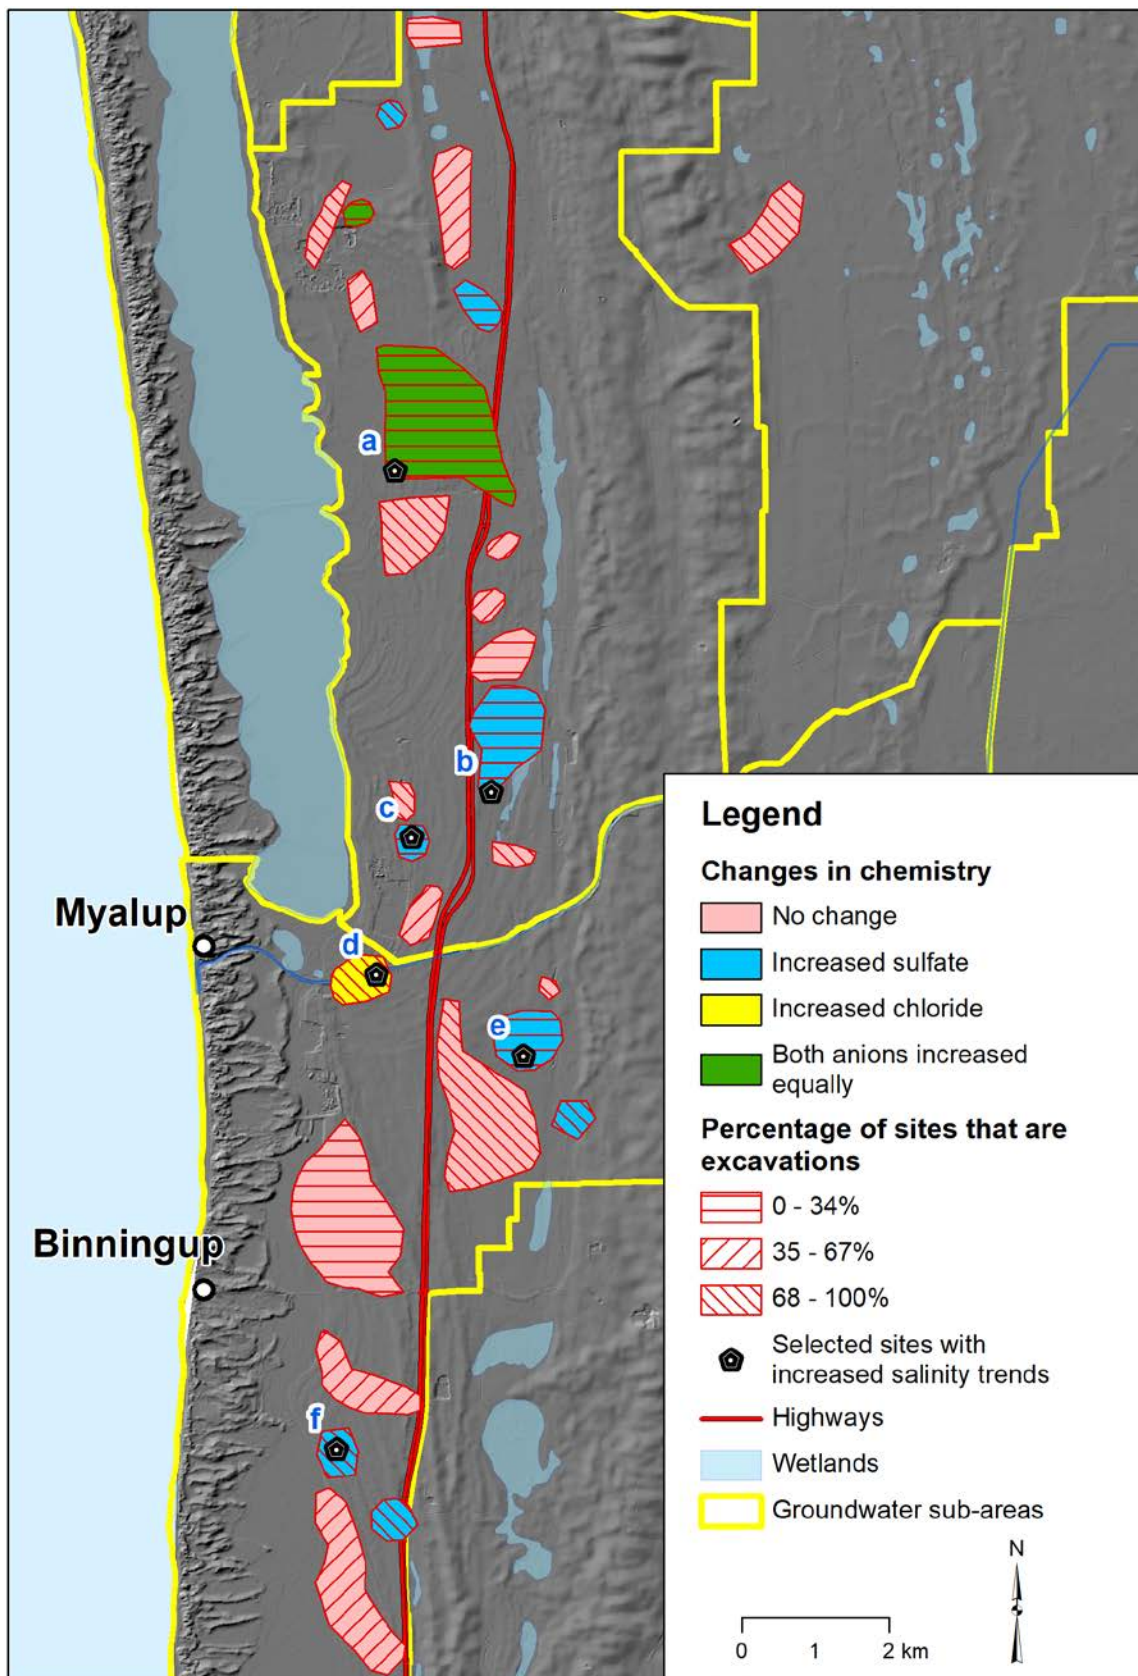 a
b
c
Myalup
d
e
Binningup
f
Legend
Changes in chemistry
No change
Increased sulfate
Increased chloride
Both anions increased
equally
Percentage of sites that are
excavations
0 - 34%
35 - 67%
68 - 100%
Selected sites with
increased salinity trends
Highways
Wetlands
Groundwater sub-areas
N
0 1 2 km